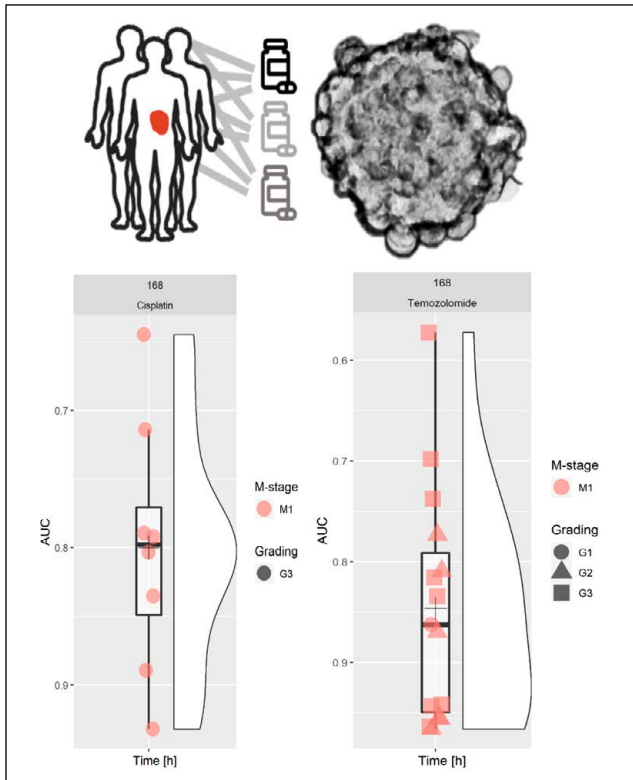 168
Cisplatin
0.7
0.8
0.9
AUC
Time [h]
M-stage
M1
Grading
G3
168
Temozolomide
0.6
0.7
0.8
0.9
AUC
Time [h]
M-stage
M1
Grading
G1
G2
G3